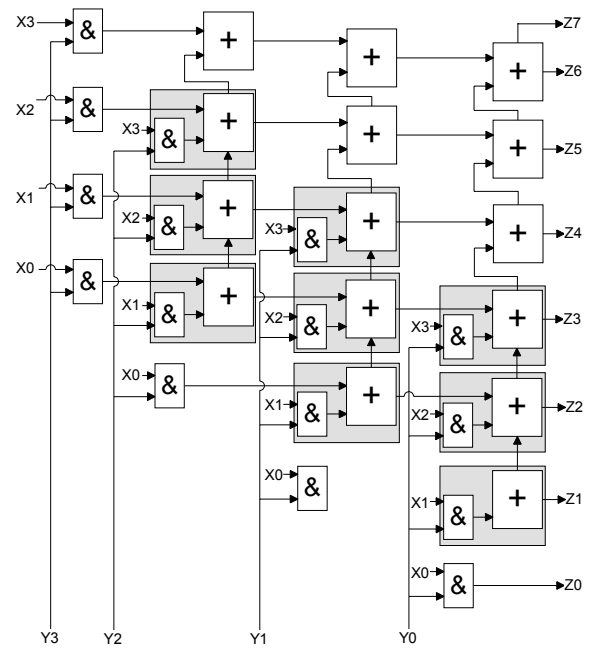 X3 & + Z7
+ + Z6
X2 & X3 & + + + Z5
X1 & X2 & + X3 & + + Z4
X0 & X1 & + X2 & + X3 & + Z3
X0 & X1 & + X2 & + Z2
X0 & X1 & + Z1
X0 & Z0
Y3 Y2 Y1 Y0